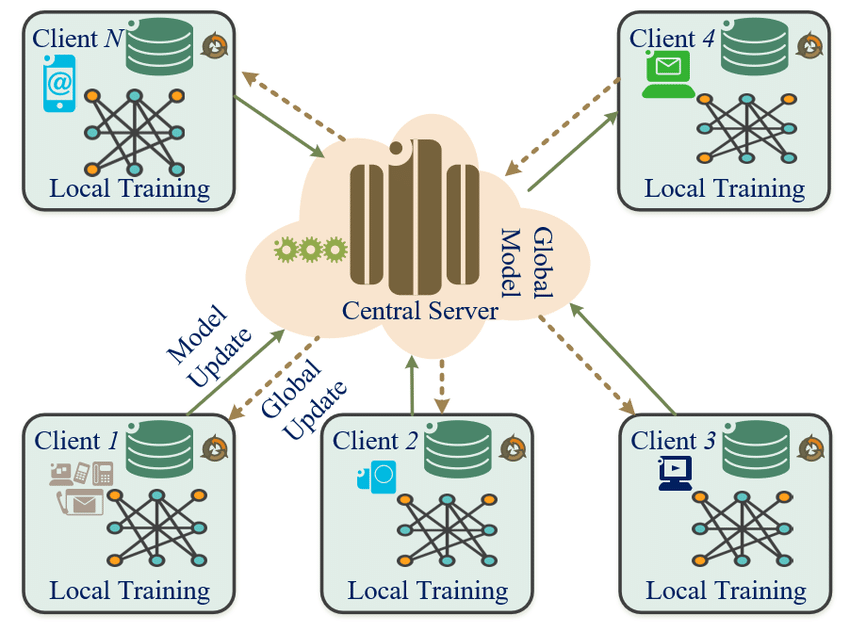 Client N
@
Local Training
Client 4
Local Training
Global
Model
Central Server
Model
Update
Global
Update
Client 1
Local Training
Client 2
Local Training
Client 3
Local Training